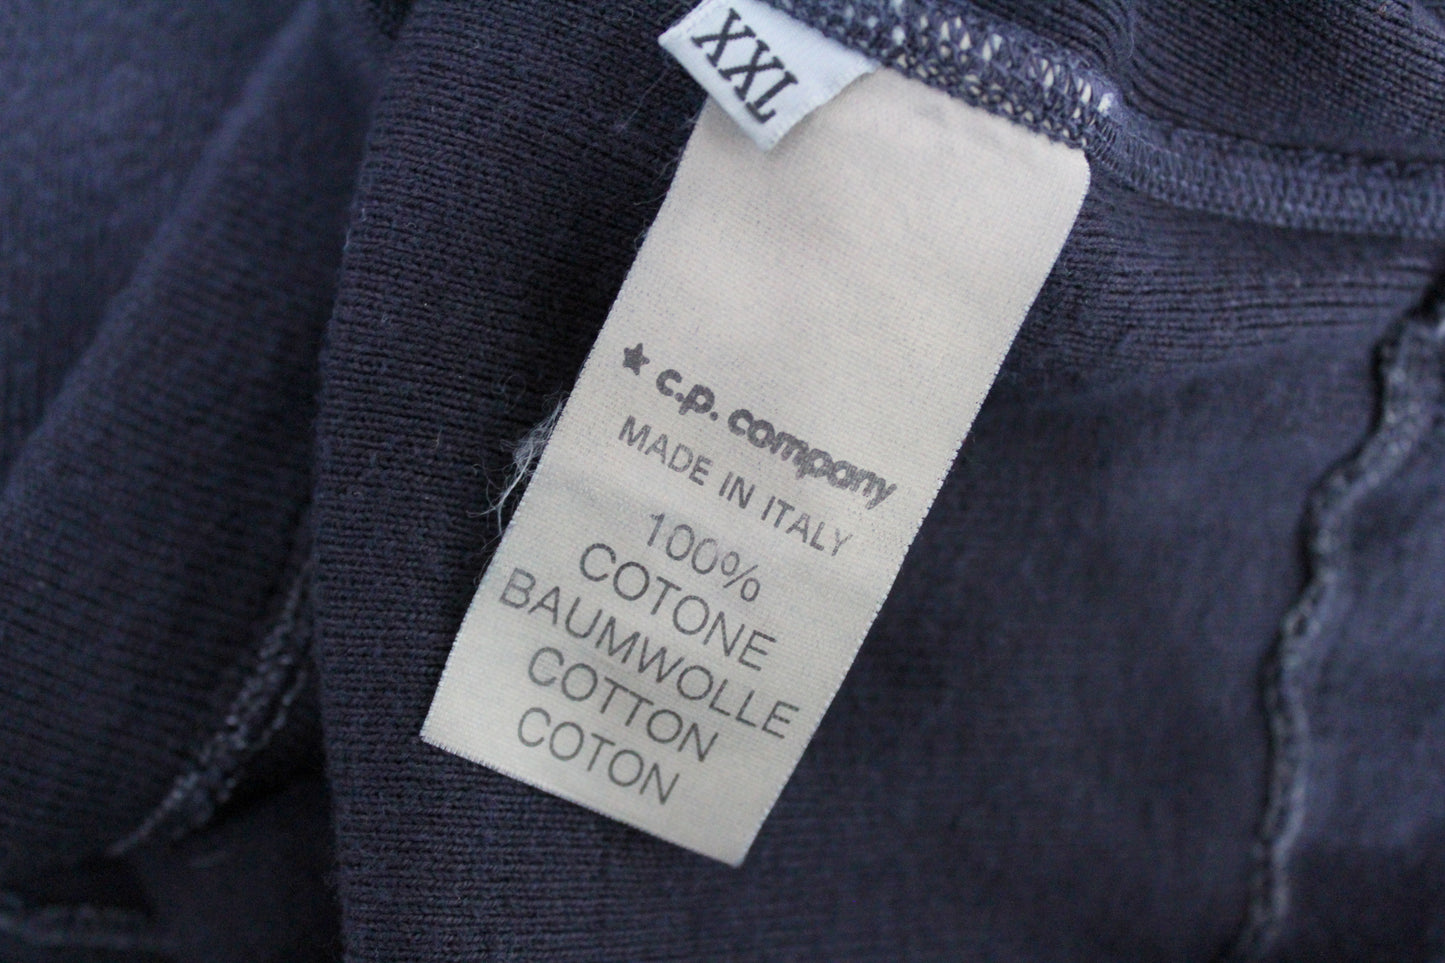 XXL
★ c.p. company
MADE IN ITALY
100%
COTONE
BAUMWOLLE
COTTON
COTON